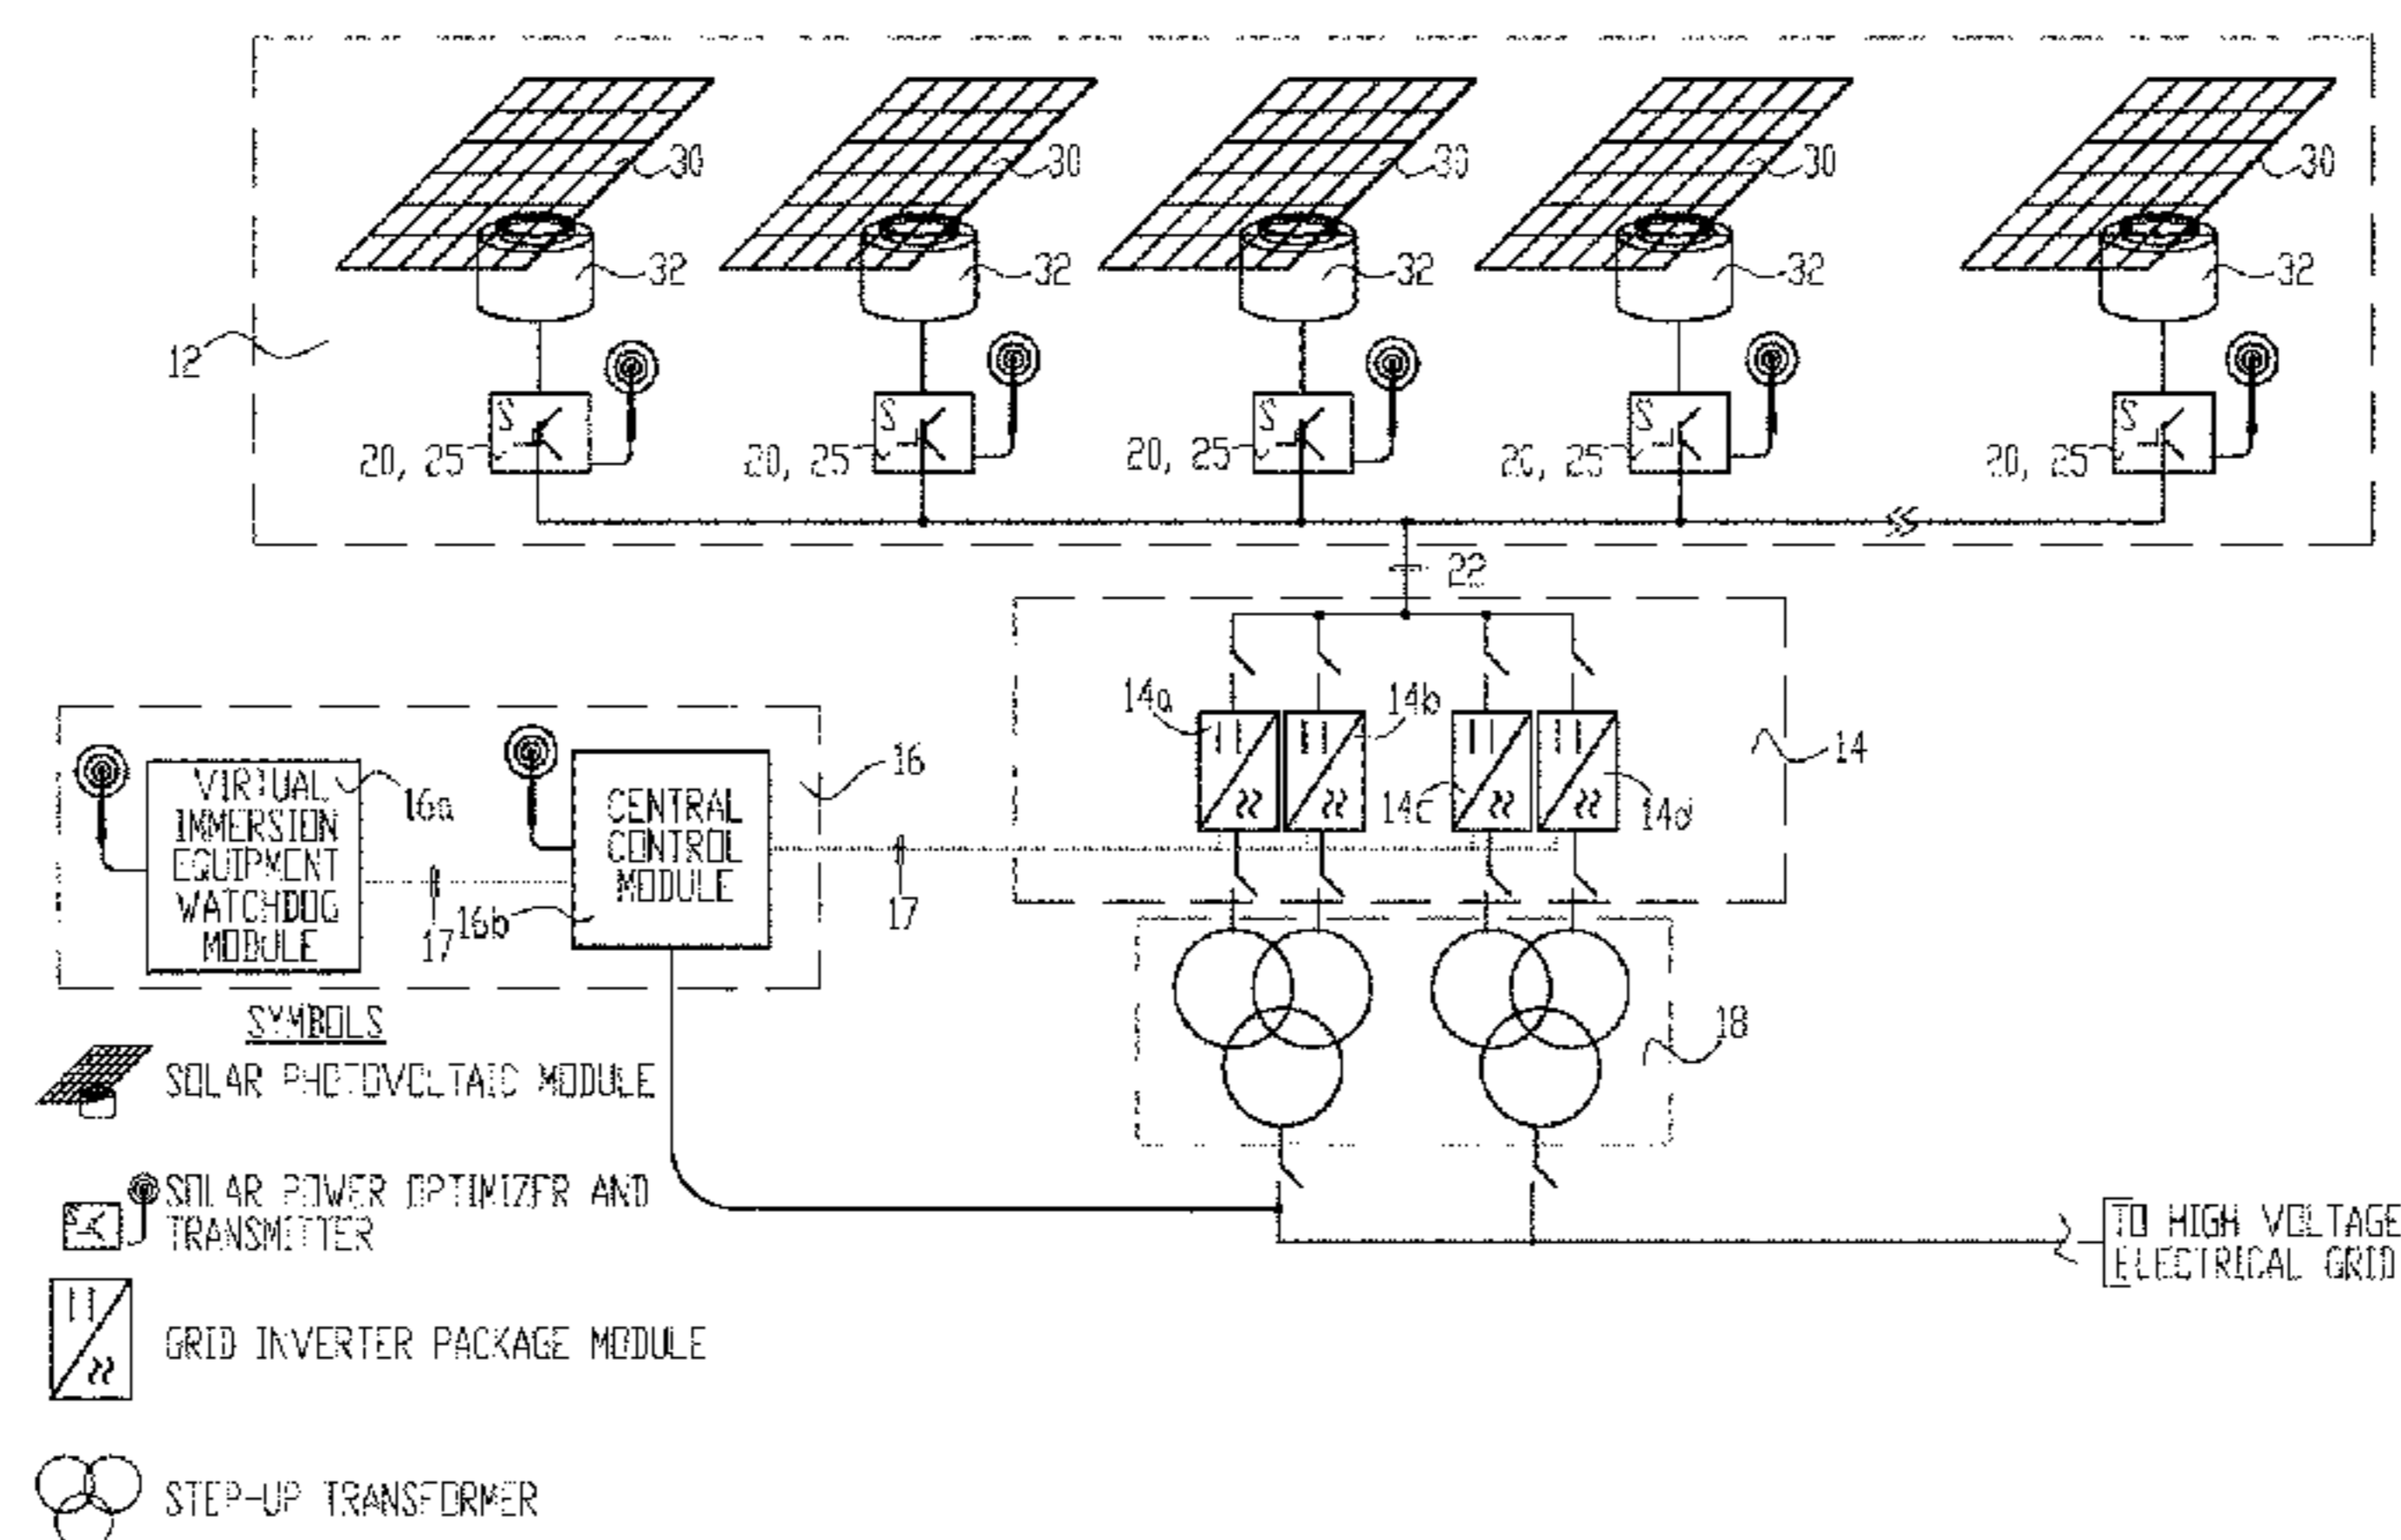 30 30 30 30 30
32 32 32 32 32
12
S S S S S
20, 25 20, 25 20, 25 20, 25 20, 25
22
14a 14b
14
14c 14d
16
VIRTUAL
IMMERSION
EQUIPMENT
WATCHDOG
MODULE
16a
CENTRAL
CONTROL
MODULE
17 16b
17
18
SYMBOLS
SOLAR PHOTOVOLTAIC MODULE
S
SOLAR POWER OPTIMIZER AND
TRANSMITTER
GRID INVERTER PACKAGE MODULE
STEP-UP TRANSFORMER
TO HIGH VOLTAGE
ELECTRICAL GRID